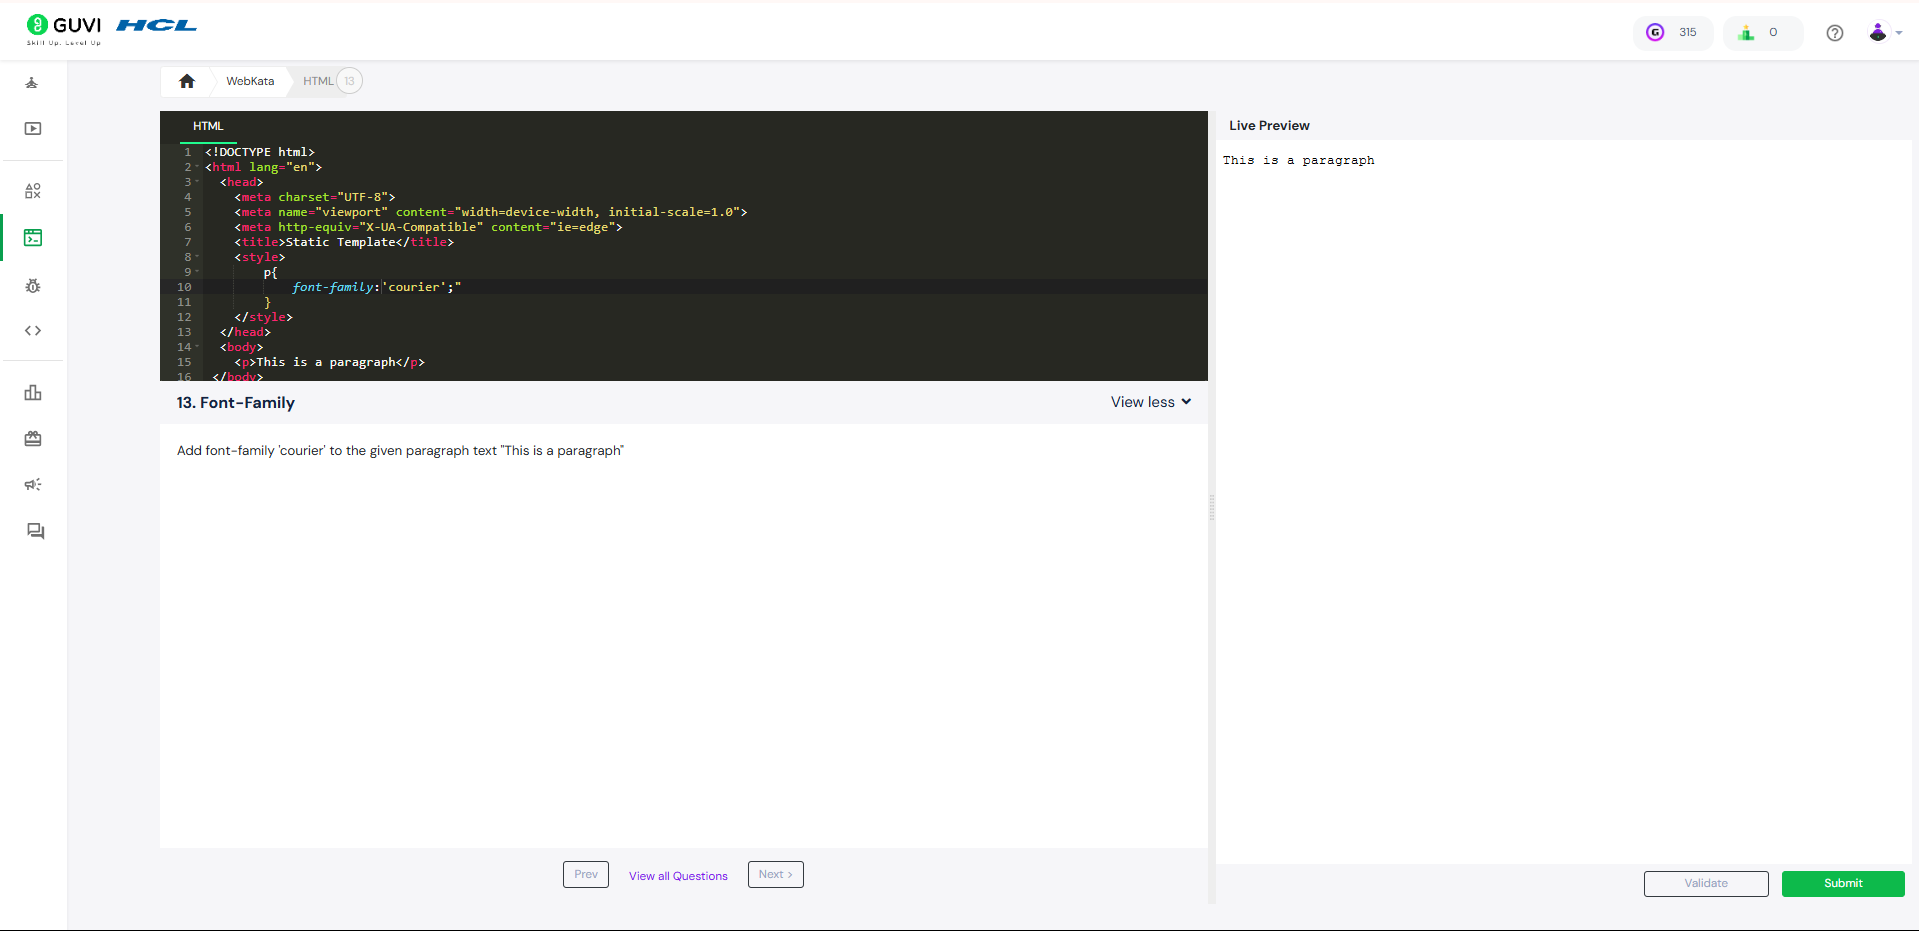 GUVI HCL
Skill Up. Level Up
315
0
WebKata
HTML 13
HTML
1 <!DOCTYPE html>
2 <html lang="en">
3 <head>
4 <meta charset="UTF-8">
5 <meta name="viewport" content="width=device-width, initial-scale=1.0">
6 <meta http-equiv="X-UA-Compatible" content="ie=edge">
7 <title>Static Template</title>
8 <style>
9 p{
10 font-family:'courier';"
11 }
12 </style>
13 </head>
14 <body>
15 <p>This is a paragraph</p>
16 </body>
13. Font-Family
View less
Add font-family 'courier' to the given paragraph text "This is a paragraph"
Prev
View all Questions
Next >
Live Preview
This is a paragraph
Validate
Submit